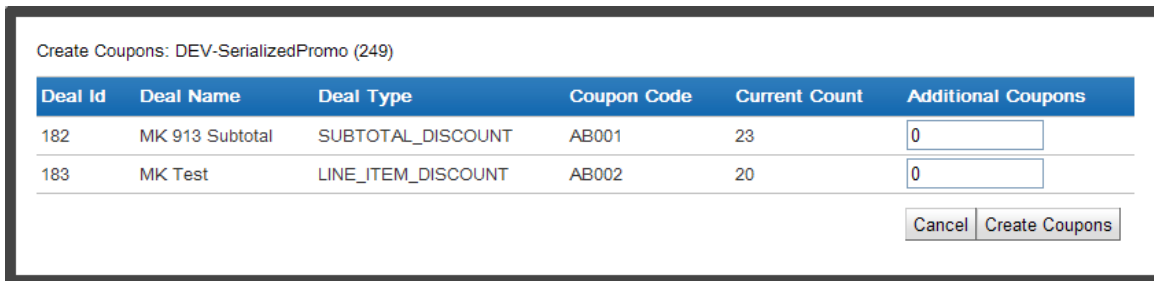 Create Coupons: DEV-SerializedPromo (249)
Deal Id Deal Name Deal Type Coupon Code Current Count Additional Coupons
182 MK 913 Subtotal SUBTOTAL_DISCOUNT AB001 23 0
183 MK Test LINE_ITEM_DISCOUNT AB002 20 0
Cancel Create Coupons